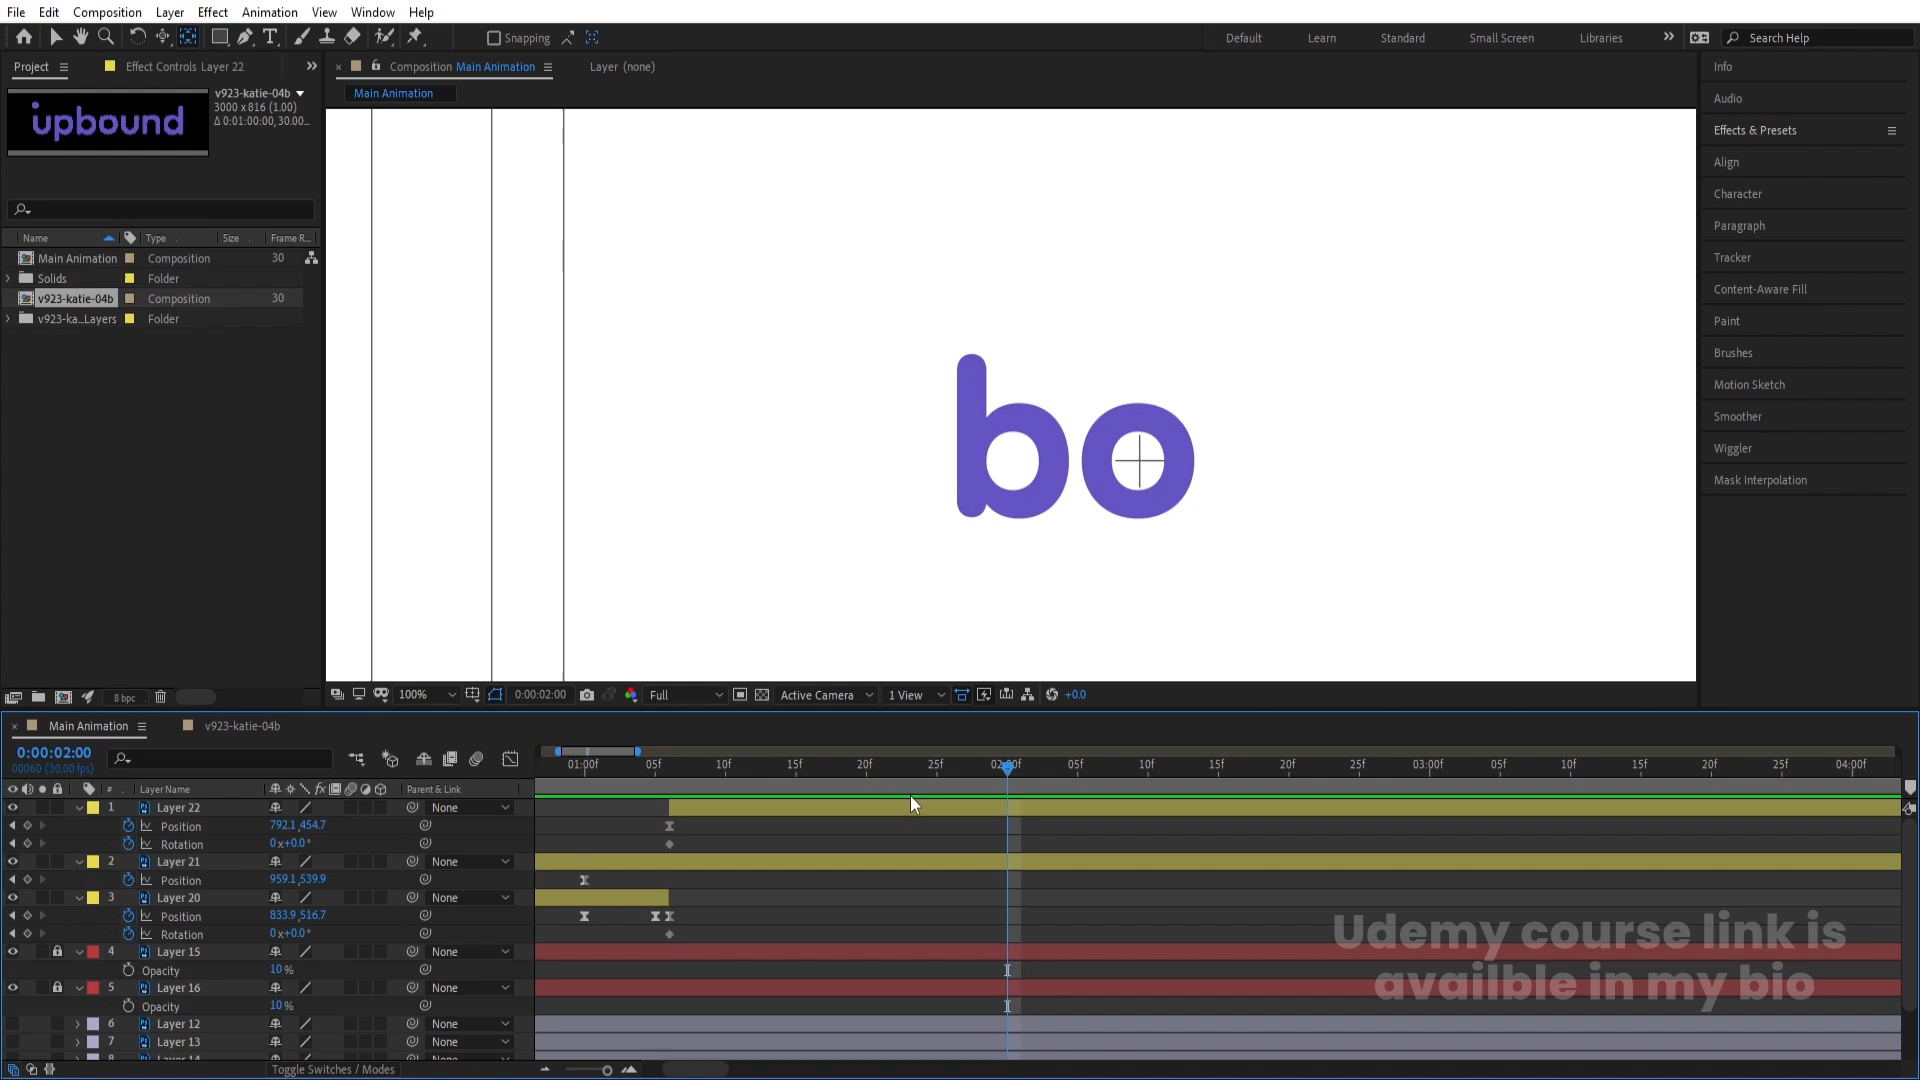 File Edit Composition Layer Effect Animation View Window Help
Snapping Default Learn Standard Small Screen Libraries Search Help
Project Effect Controls Layer 22
Composition Main Animation Layer (none)
Main Animation
v923-katie-04b
3000 x 816 (1.00)
Δ 0:01:00:00, 30.00...
upbound
Name Type Size Frame R...
Main Animation Composition 30
Solids Folder
v923-katie-04b Composition 30
v923-ka...Layers Folder
8 bpc
bo
100% 0:00:02:00 Full Active Camera 1 View +0.0
Info
Audio
Effects & Presets
Align
Character
Paragraph
Tracker
Content-Aware Fill
Paint
Brushes
Motion Sketch
Smoother
Wiggler
Mask Interpolation
Main Animation v923-katie-04b
0:00:02:00
00060 (30.00 fps)
01:00f 05f 10f 15f 20f 25f 02:00f 05f 10f 15f 20f 25f 03:00f 05f 10f 15f 20f 25f 04:00f
# Layer Name fx Parent & Link
1 Layer 22 None
Position 792.1,454.7
Rotation 0x+0.0°
2 Layer 21 None
Position 959.1,539.9
3 Layer 20 None
Position 833.9,516.7
Rotation 0x+0.0°
4 Layer 15 None
Opacity 10%
5 Layer 16 None
Opacity 10%
6 Layer 12 None
7 Layer 13 None
8 Layer 14 None
Toggle Switches / Modes
Udemy course link is
availble in my bio